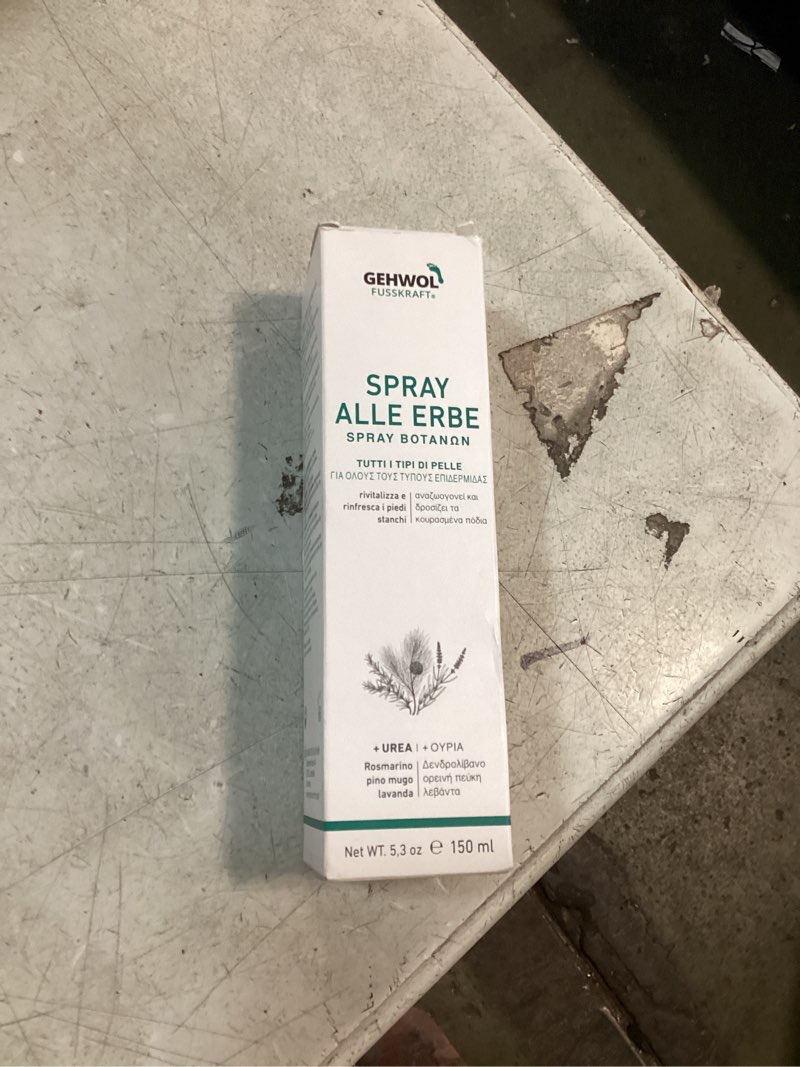 GEHWOL
FUSSKRAFT®
SPRAY
ALLE ERBE
SPRAY ΒΟΤΑΝΩΝ
TUTTI I TIPI DI PELLE
ΓΙΑ ΟΛΟΥΣ ΤΟΥΣ ΤΥΠΟΥΣ ΕΠΙΔΕΡΜΙΔΑΣ
rivitalizza e | αναζωογονεί και
rinfresca i piedi | δροσίζει τα
stanchi | κουρασμένα πόδια
+ UREA | + ΟΥΡΙΑ
Rosmarino | Δενδρολίβανο
pino mugo | ορεινή πεύκη
lavanda | λεβάντα
Net WT. 5,3 oz ℮ 150 ml